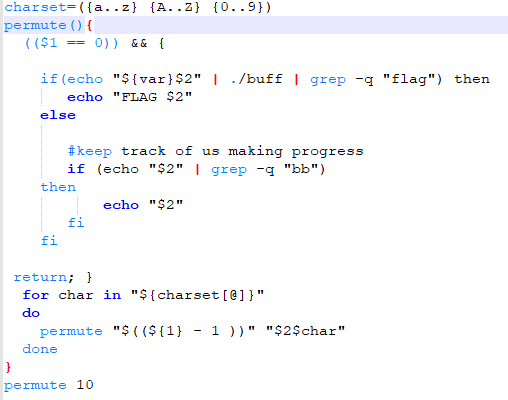 charset=({a..z} {A..Z} {0..9})
permute(){
(($1 == 0)) && {
if(echo "${var}$2" | ./buff | grep -q "flag") then
echo "FLAG $2"
else
#keep track of us making progress
if (echo "$2" | grep -q "bb")
then
echo "$2"
fi
fi
return; }
for char in "${charset[@]}"
do
permute "$((${1} - 1 ))" "$2$char"
done
}
permute 10